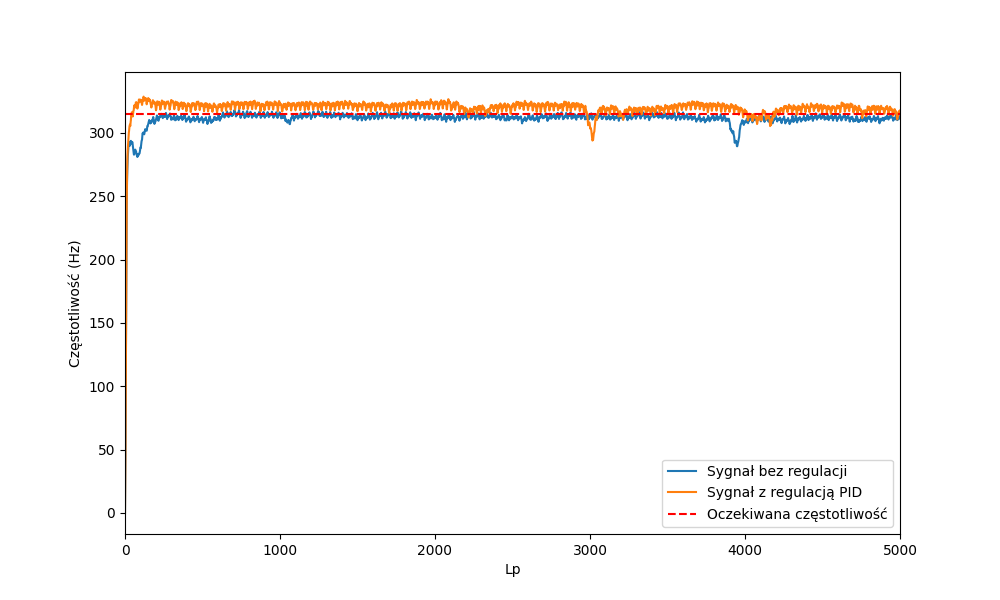 300
250
200
150
100
50
0
Częstotliwość (Hz)
0 1000 2000 3000 4000 5000
Lp
Sygnał bez regulacji
Sygnał z regulacją PID
Oczekiwana częstotliwość